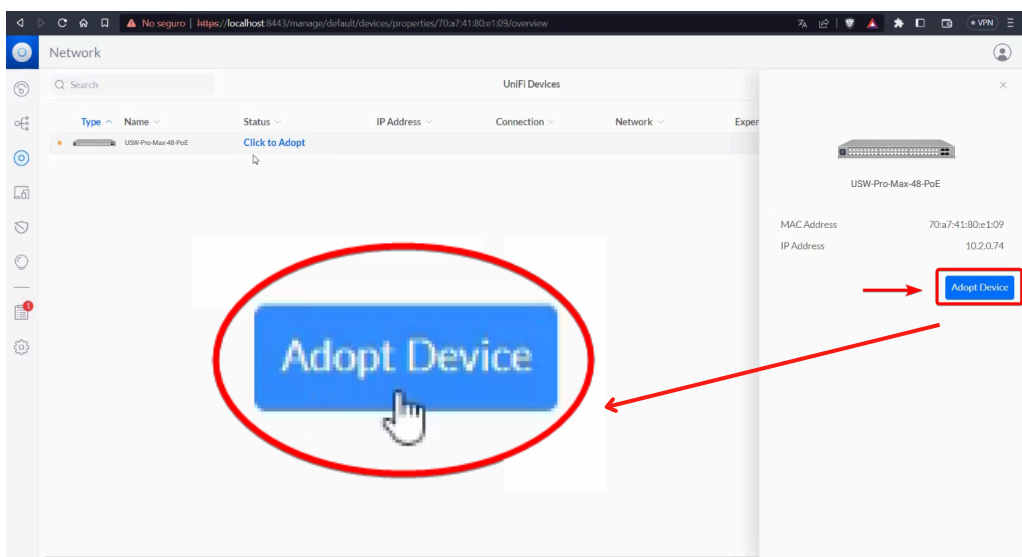 No seguro | https://localhost:8443/manage/default/devices/properties/70:a7:41:80:e1:09/overview
VPN
Network
Search
UniFi Devices
Type Name Status IP Address Connection Network Exper
USW-Pro-Max-48-PoE Click to Adopt
USW-Pro-Max-48-PoE
MAC Address 70:a7:41:80:e1:09
IP Address 10.2.0.74
Adopt Device
1
Adopt Device